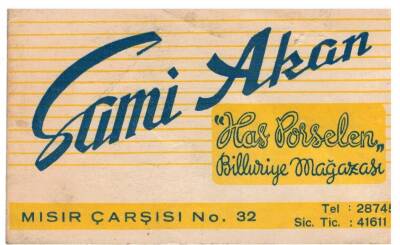 Sami Akan
"Has Porselen„
Billuriye Mağazası
MISIR ÇARŞISI No. 32
Tel : 28745
Sic. Tic. : 41611